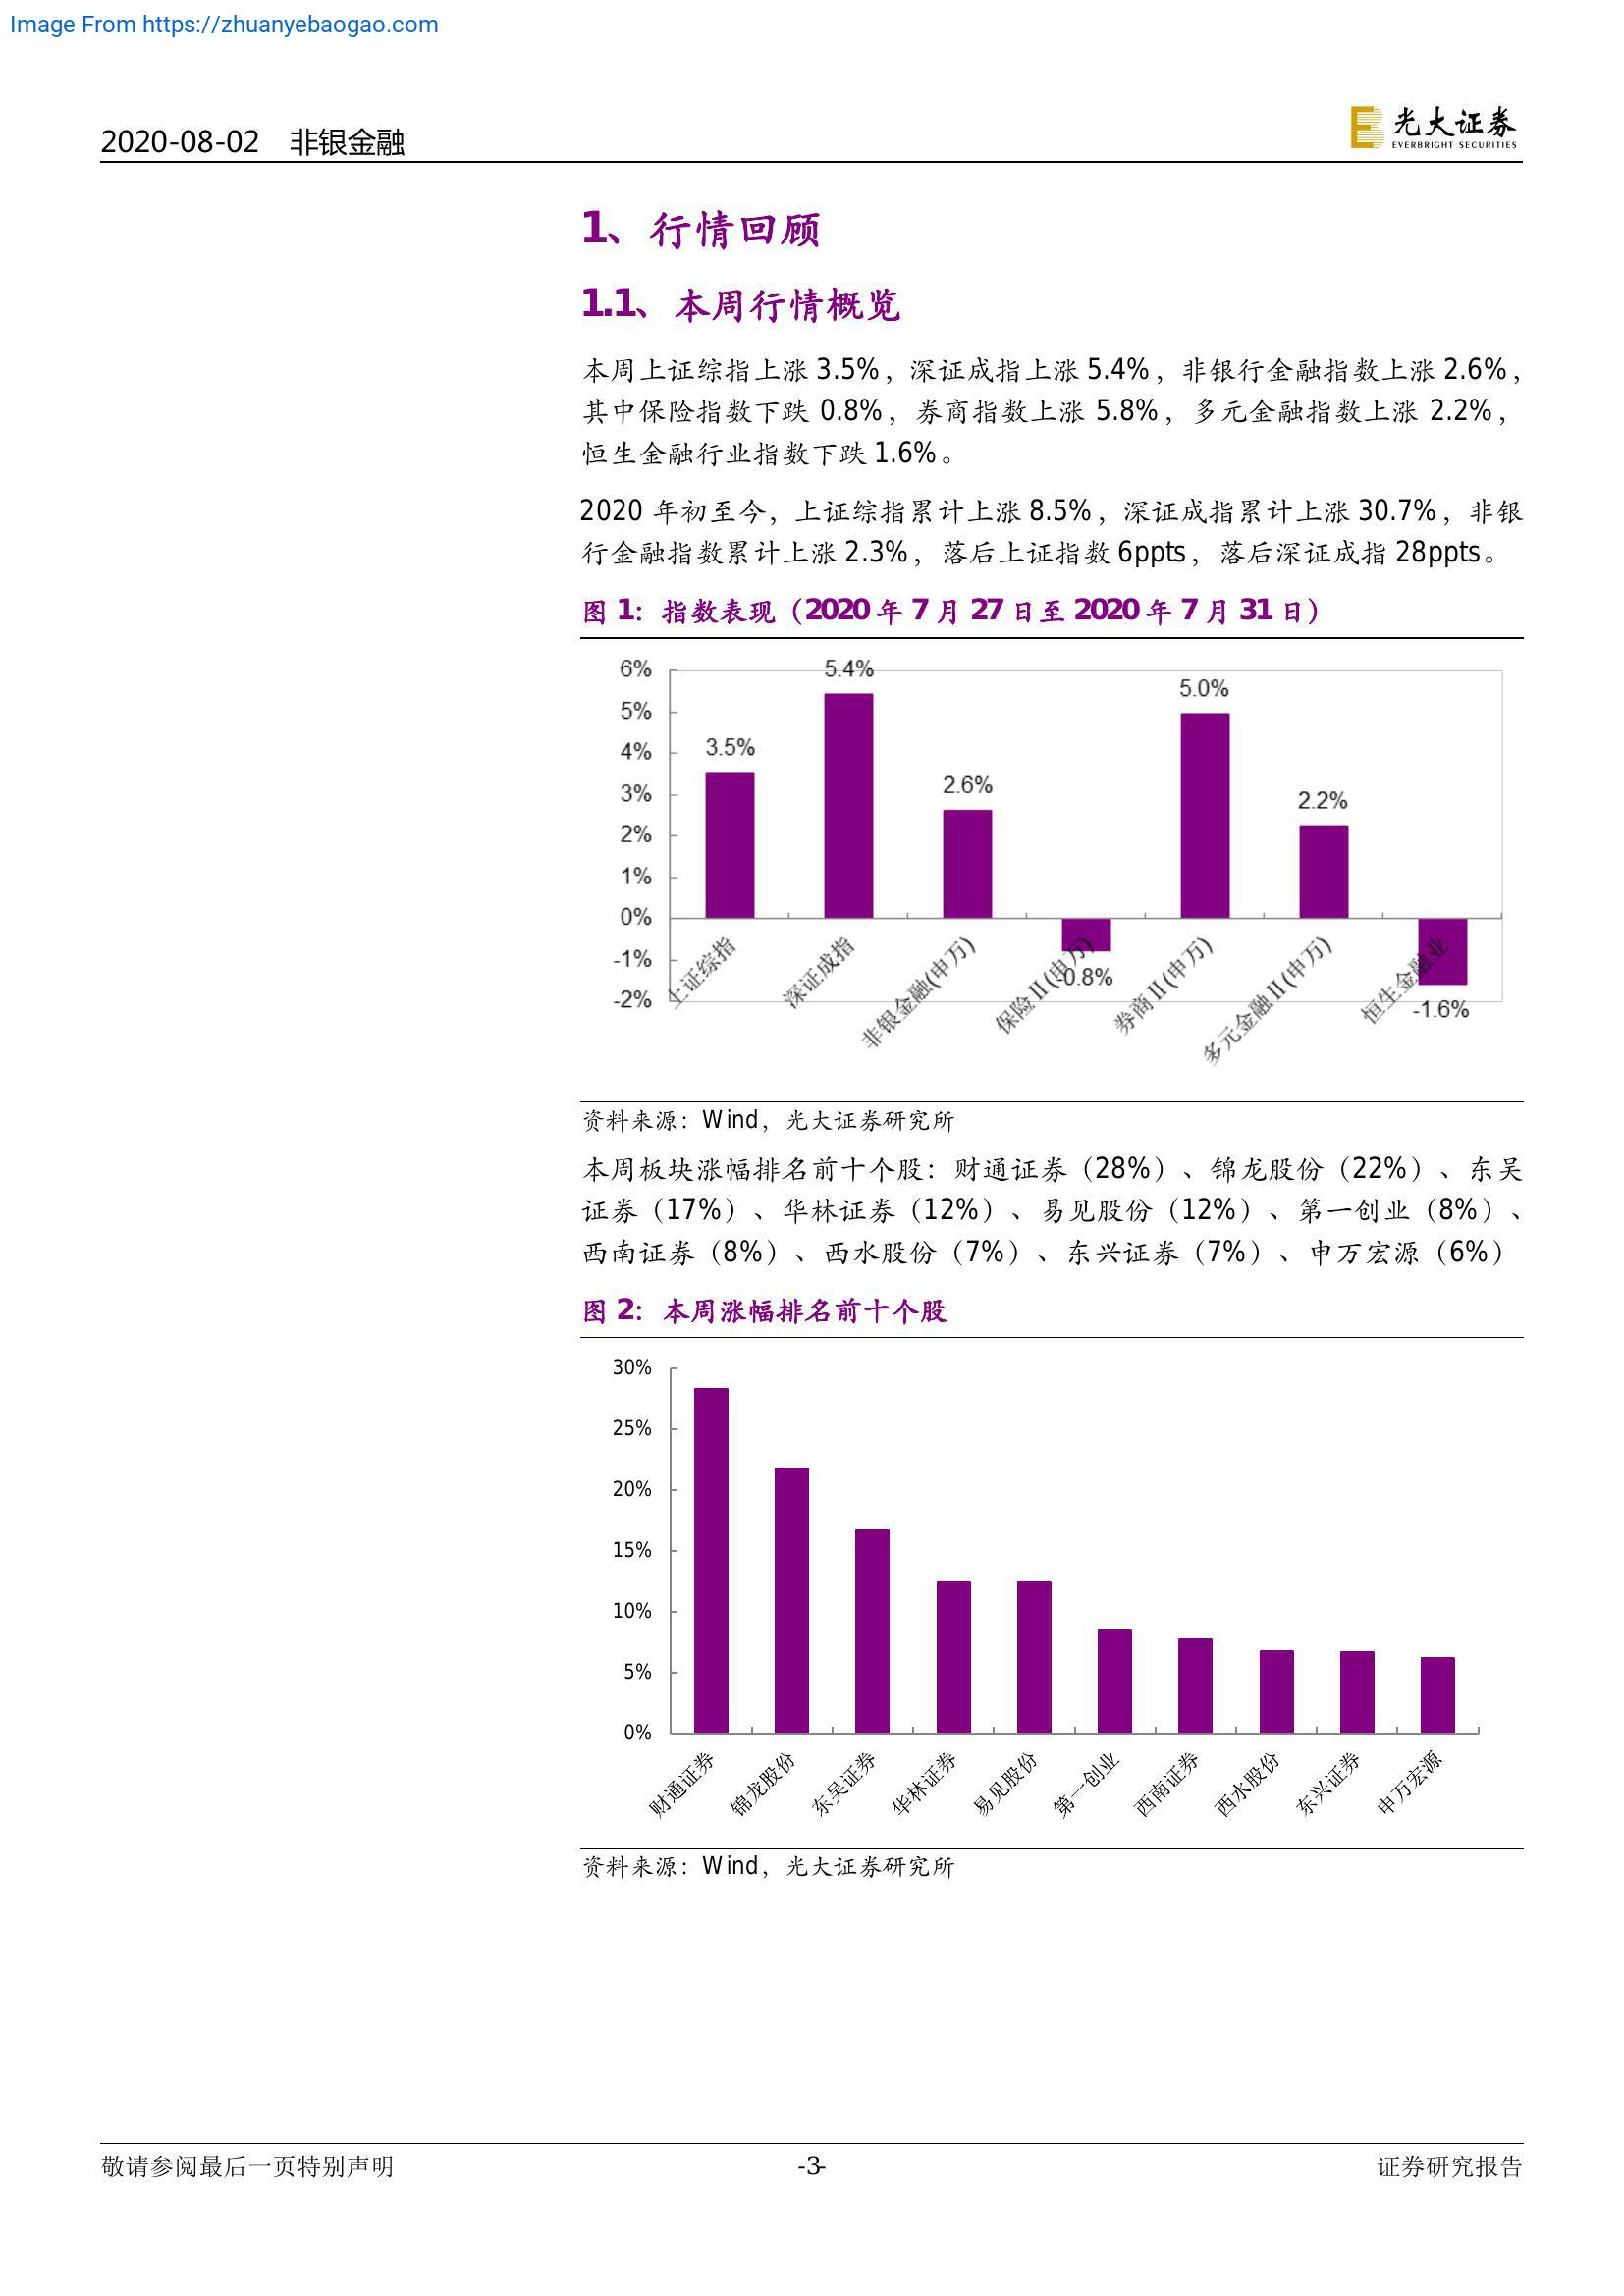 Image From https://zhuanyebaogao.com
2020-08-02 非银金融
光大证券
EVERBRIGHT SECURITIES
1、行情回顾
1.1、本周行情概览
本周上证综指上涨 3.5%，深证成指上涨 5.4%，非银行金融指数上涨 2.6%，
其中保险指数下跌 0.8%，券商指数上涨 5.8%，多元金融指数上涨 2.2%，
恒生金融行业指数下跌 1.6%。
2020 年初至今，上证综指累计上涨 8.5%，深证成指累计上涨 30.7%，非银
行金融指数累计上涨 2.3%，落后上证指数 6ppts，落后深证成指 28ppts。
图 1：指数表现（2020 年 7 月 27 日至 2020 年 7 月 31 日）
6%
5%
4%
3%
2%
1%
0%
-1%
-2%
3.5%
5.4%
2.6%
-0.8%
5.0%
2.2%
-1.6%
上证综指
深证成指
非银金融(申万)
保险Ⅱ(申万)
券商Ⅱ(申万)
多元金融Ⅱ(申万)
恒生金融业
资料来源：Wind，光大证券研究所
本周板块涨幅排名前十个股：财通证券（28%）、锦龙股份（22%）、东吴
证券（17%）、华林证券（12%）、易见股份（12%）、第一创业（8%）、
西南证券（8%）、西水股份（7%）、东兴证券（7%）、申万宏源（6%）
图 2：本周涨幅排名前十个股
30%
25%
20%
15%
10%
5%
0%
财通证券
锦龙股份
东吴证券
华林证券
易见股份
第一创业
西南证券
西水股份
东兴证券
申万宏源
资料来源：Wind，光大证券研究所
敬请参阅最后一页特别声明
-3-
证券研究报告